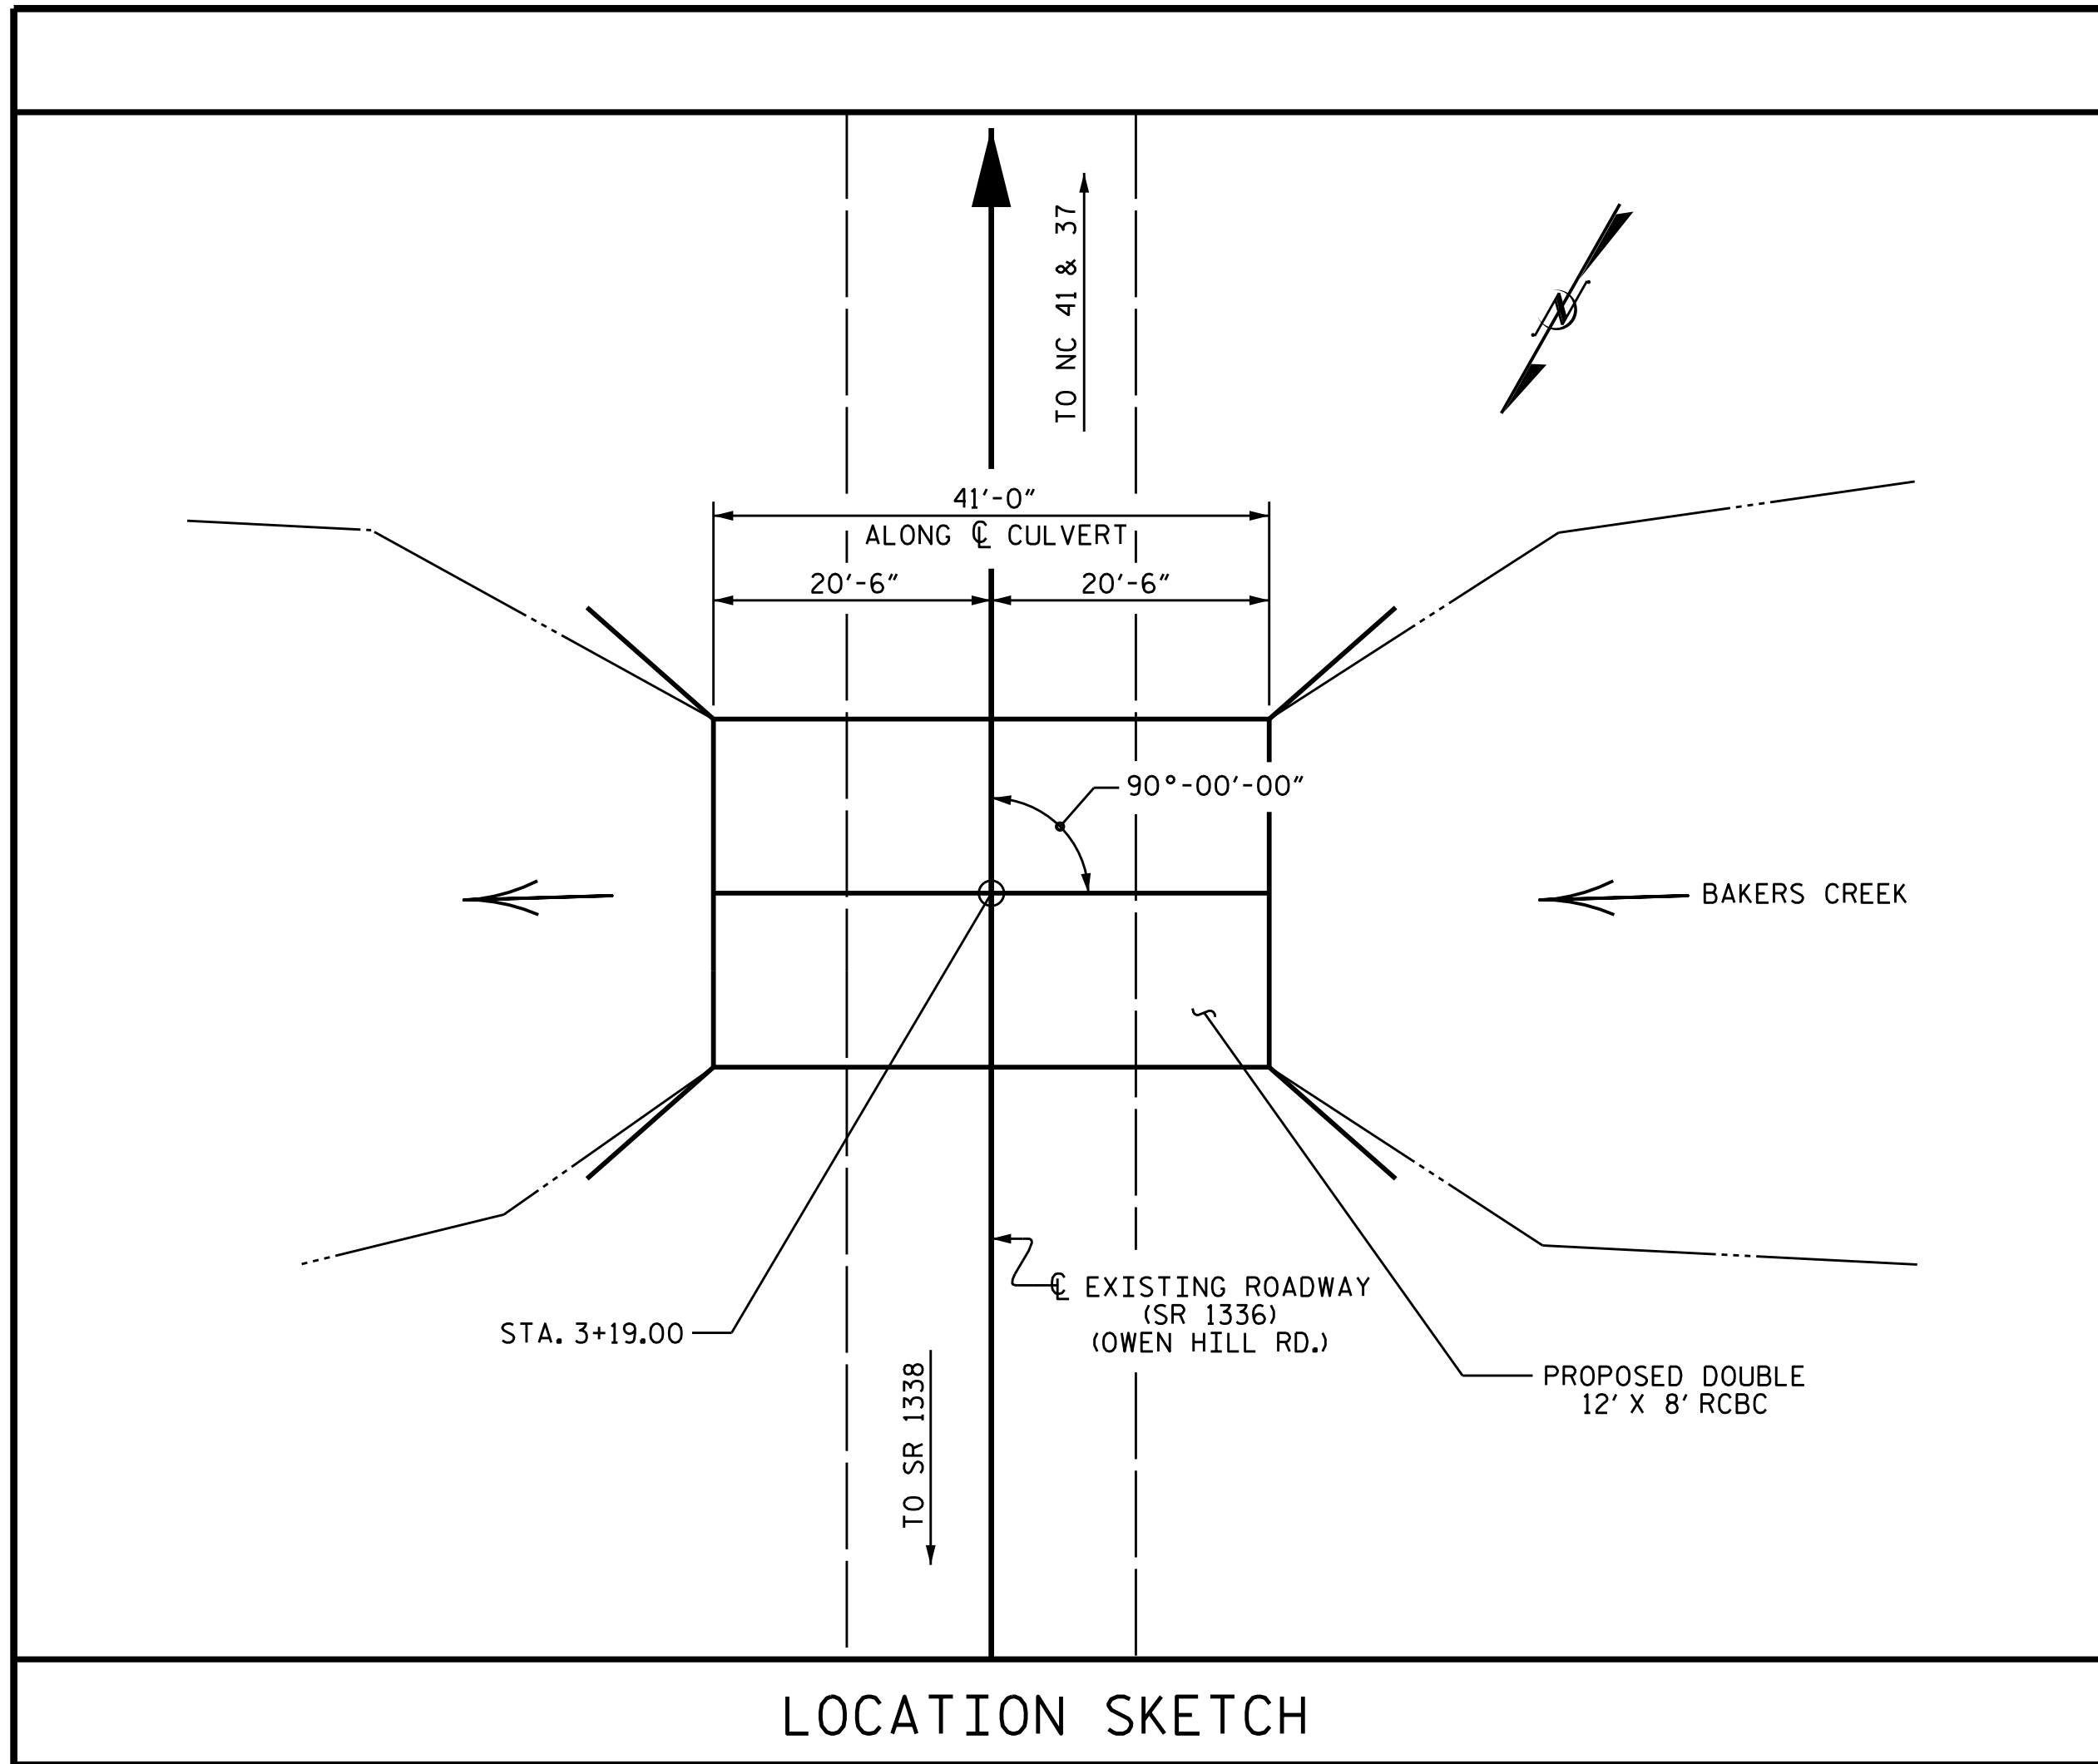 TO NC 41 & 37
N
41'-0"
ALONG ℄ CULVERT
20'-6"
20'-6"
90°-00'-00"
BAKERS CREEK
℄ EXISTING ROADWAY
(SR 1336)
(OWEN HILL RD.)
STA. 3+19.00
TO SR 1338
PROPOSED DOUBLE
12' X 8' RCBC
LOCATION SKETCH